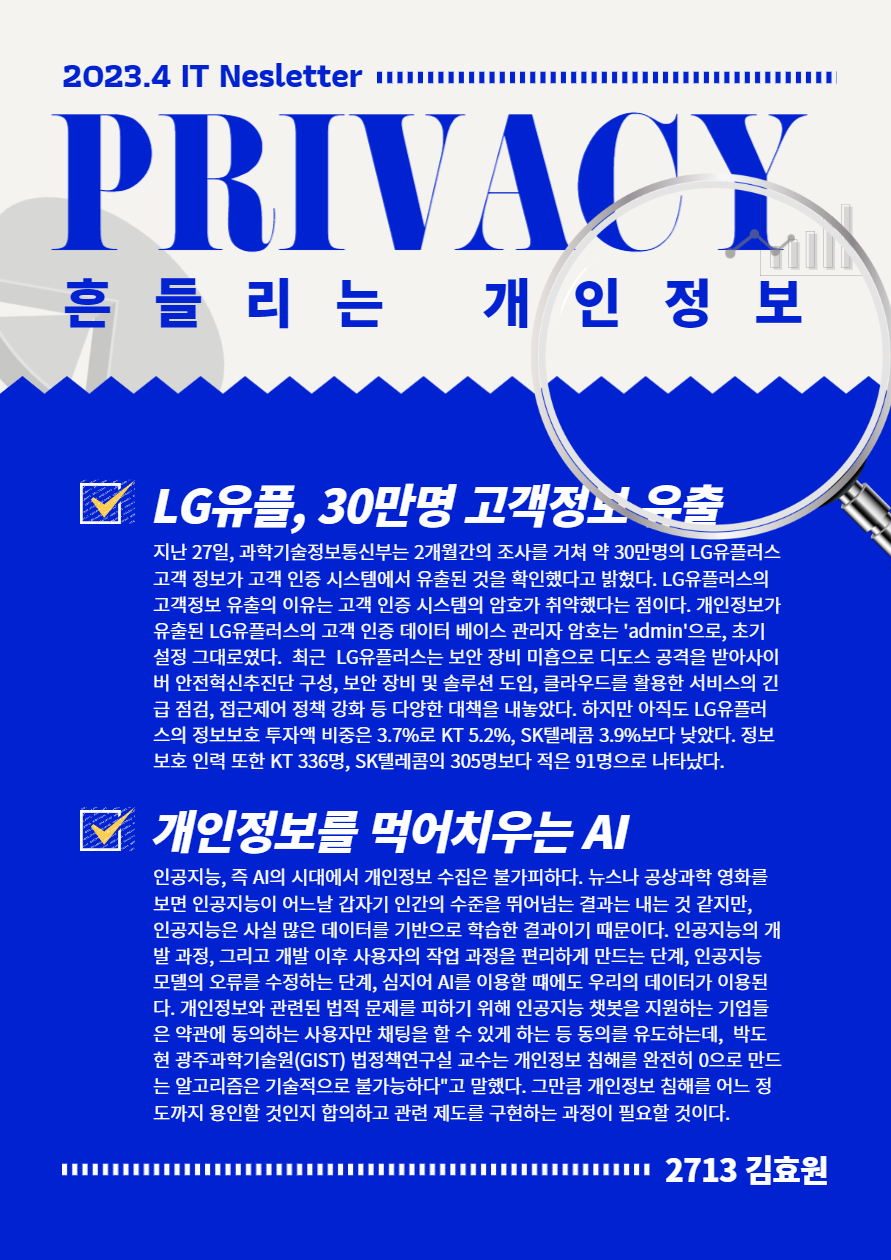 2023.4 IT Nesletter
PRIVACY
흔들리는 개인정보
LG유플, 30만명 고객정보 유출
지난 27일, 과학기술정보통신부는 2개월간의 조사를 거쳐 약 30만명의 LG유플러스
고객 정보가 고객 인증 시스템에서 유출된 것을 확인했다고 밝혔다. LG유플러스의
고객정보 유출의 이유는 고객 인증 시스템의 암호가 취약했다는 점이다. 개인정보가
유출된 LG유플러스의 고객 인증 데이터 베이스 관리자 암호는 'admin'으로, 초기
설정 그대로였다. 최근 LG유플러스는 보안 장비 미흡으로 디도스 공격을 받아사이
버 안전혁신추진단 구성, 보안 장비 및 솔루션 도입, 클라우드를 활용한 서비스의 긴
급 점검, 접근제어 정책 강화 등 다양한 대책을 내놓았다. 하지만 아직도 LG유플러
스의 정보보호 투자액 비중은 3.7%로 KT 5.2%, SK텔레콤 3.9%보다 낮았다. 정보
보호 인력 또한 KT 336명, SK텔레콤의 305명보다 적은 91명으로 나타났다.
개인정보를 먹어치우는 AI
인공지능, 즉 AI의 시대에서 개인정보 수집은 불가피하다. 뉴스나 공상과학 영화를
보면 인공지능이 어느날 갑자기 인간의 수준을 뛰어넘는 결과는 내는 것 같지만,
인공지능은 사실 많은 데이터를 기반으로 학습한 결과이기 때문이다. 인공지능의 개
발 과정, 그리고 개발 이후 사용자의 작업 과정을 편리하게 만드는 단계, 인공지능
모델의 오류를 수정하는 단계, 심지어 AI를 이용할 떄에도 우리의 데이터가 이용된
다. 개인정보와 관련된 법적 문제를 피하기 위해 인공지능 챗봇을 지원하는 기업들
은 약관에 동의하는 사용자만 채팅을 할 수 있게 하는 등 동의를 유도하는데, 박도
현 광주과학기술원(GIST) 법정책연구실 교수는 개인정보 침해를 완전히 0으로 만드
는 알고리즘은 기술적으로 불가능하다"고 말했다. 그만큼 개인정보 침해를 어느 정
도까지 용인할 것인지 합의하고 관련 제도를 구현하는 과정이 필요할 것이다.
2713 김효원